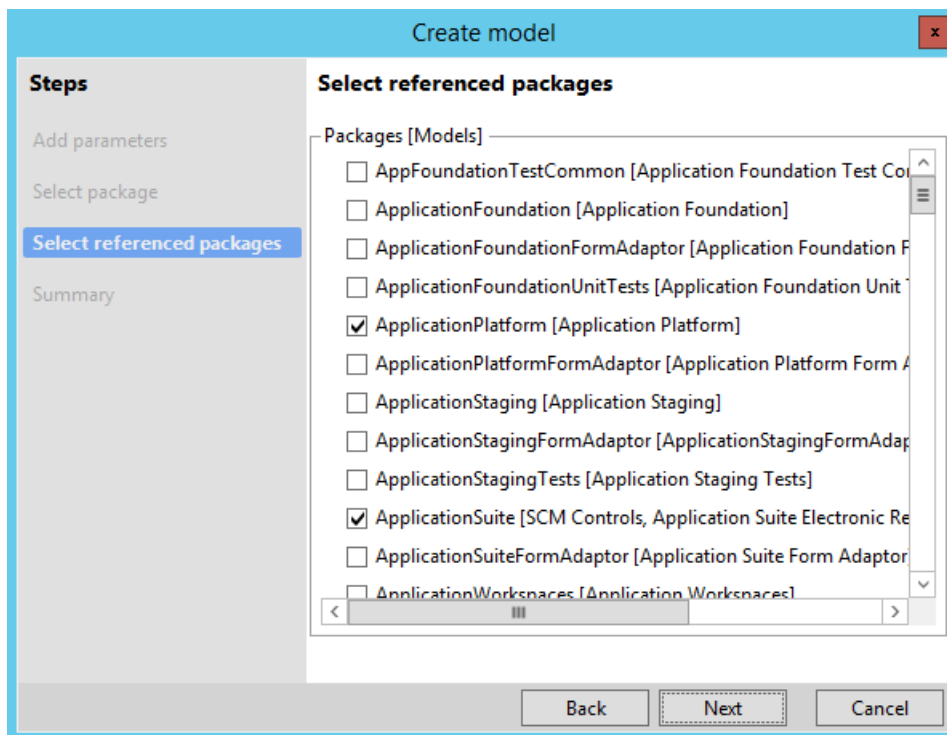 Create model
x
Steps
Add parameters
Select package
Select referenced packages
Summary
Select referenced packages
Packages [Models]
AppFoundationTestCommon [Application Foundation Test Co
ApplicationFoundation [Application Foundation]
ApplicationFoundationFormAdaptor [Application Foundation F
ApplicationFoundationUnitTests [Application Foundation Unit
ApplicationPlatform [Application Platform]
ApplicationPlatformFormAdaptor [Application Platform Form A
ApplicationStaging [Application Staging]
ApplicationStagingFormAdaptor [ApplicationStagingFormAdap
ApplicationStagingTests [Application Staging Tests]
ApplicationSuite [SCM Controls, Application Suite Electronic Re
ApplicationSuiteFormAdaptor [Application Suite Form Adaptor]
ApplicationWorkspaces [Application Workspaces]
Back
Next
Cancel